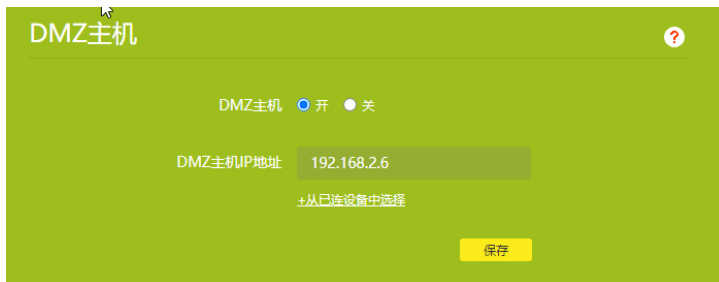 DMZ主机
?
DMZ主机 开 关
DMZ主机IP地址 192.168.2.6
+从已连设备中选择
保存